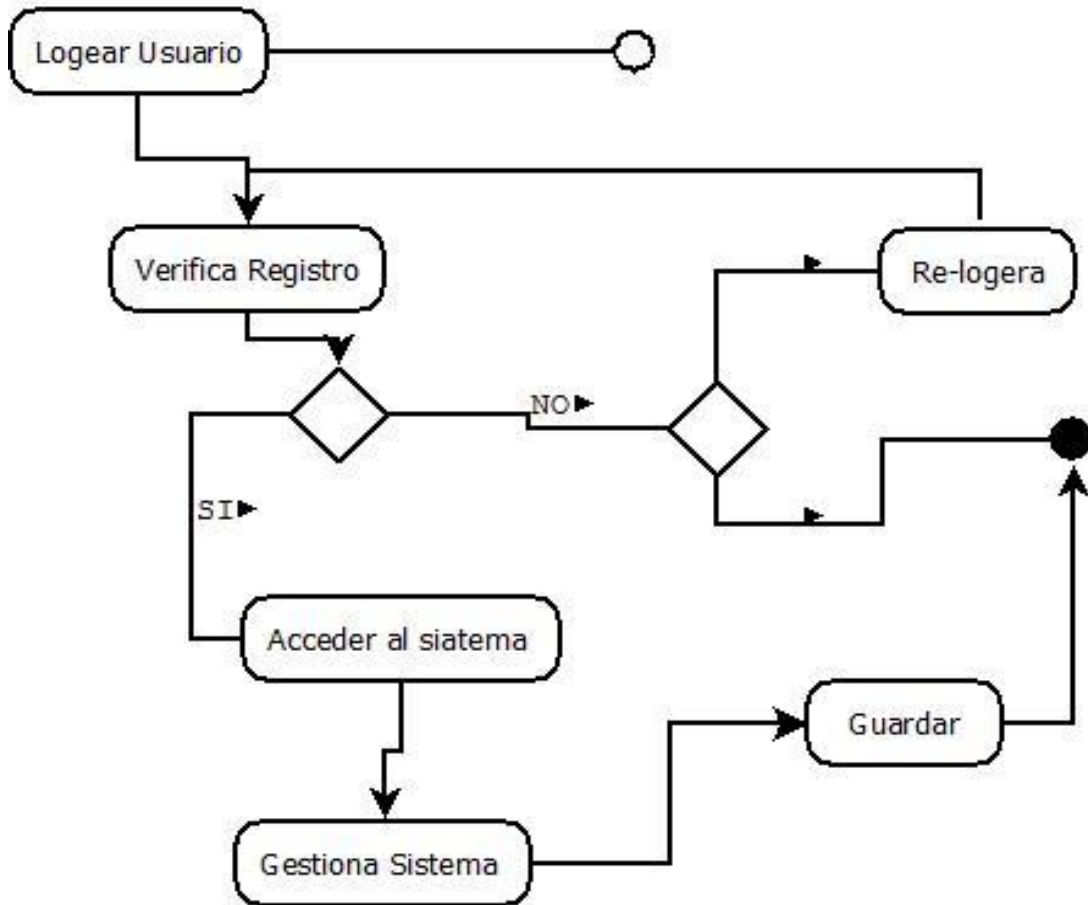 Logear Usuario
Verifica Registro
Re-logera
NO
SI
Acceder al siatema
Guardar
Gestiona Sistema